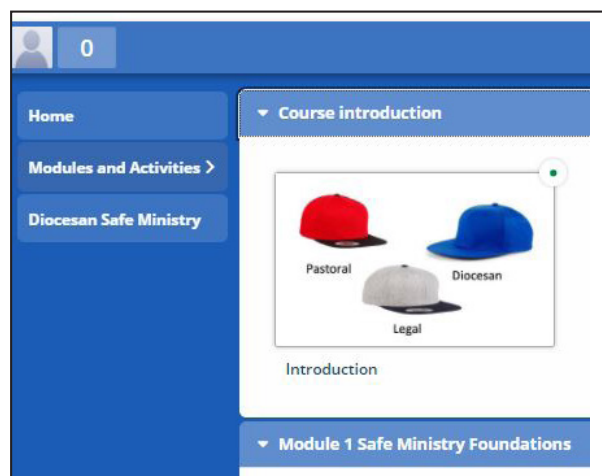 0
Home
Modules and Activities >
Diocesan Safe Ministry
Course introduction
Pastoral
Diocesan
Legal
Introduction
Module 1 Safe Ministry Foundations